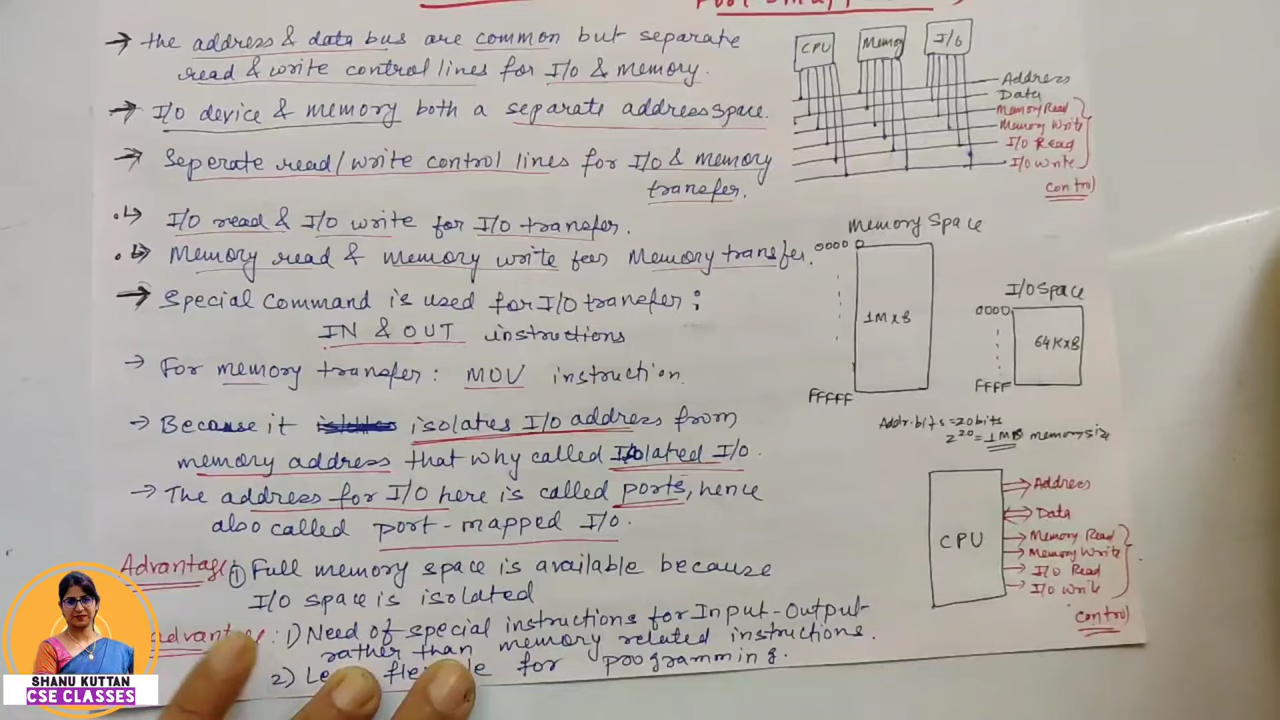 → the address & data bus are common but separate
read & write control lines for I/O & memory.
→ I/O device & memory both a separate address space.
→ Seperate read/write control lines for I/O & memory
transfer.
I/O read & I/O write for I/O transfer.
Memory read & memory write for Memory transfer.
→ Special command is used for I/O transfer:
IN & OUT instructions
→ For memory transfer: MOV instruction.
→ Because it isolates I/O address from
memory address that why called Isolated I/O.
→ The address for I/O here is called ports, hence
also called port-mapped I/O.
Advantage: 1) Full memory space is available because
I/O space is isolated
advantage: 1) Need of special instructions for Input-Output
rather than memory related instructions.
2) for programming.
CPU Memory I/O
Address
Data
Memory Read
Memory Write
I/O Read
I/O Write
Control
Memory Space
00000
1M×8
FFFFF
I/O Space
0000
64K×8
FFFF
Addr.bits=20bits
2^20=1MB memory size
CPU
Address
Data
Memory Read
Memory Write
I/O Read
I/O Write
Control
SHANU KUTTAN
CSE CLASSES